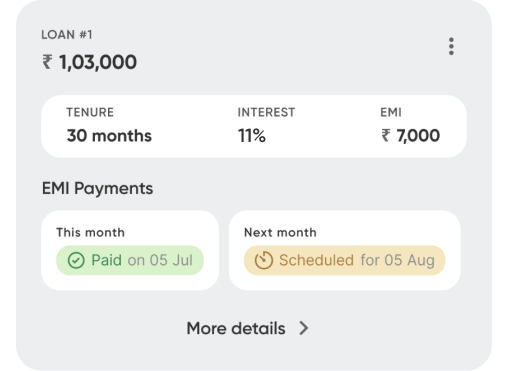 LOAN #1
₹ 1,03,000
TENURE INTEREST EMI
30 months 11% ₹ 7,000
EMI Payments
This month Next month
Paid on 05 Jul Scheduled for 05 Aug
More details